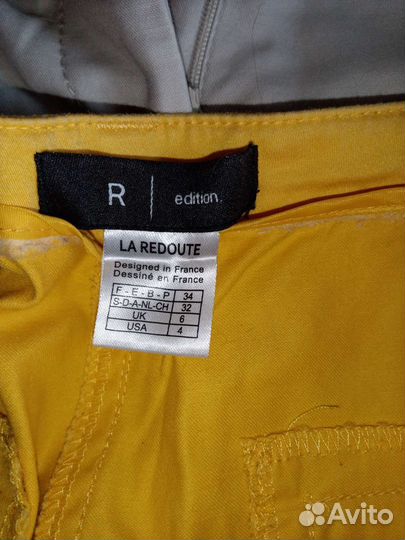 R | edition.
LA REDOUTE
Designed in France
Dessiné en France
F - E - B - P 34
S-D-A-NL-CH 32
UK 6
USA 4
Avito